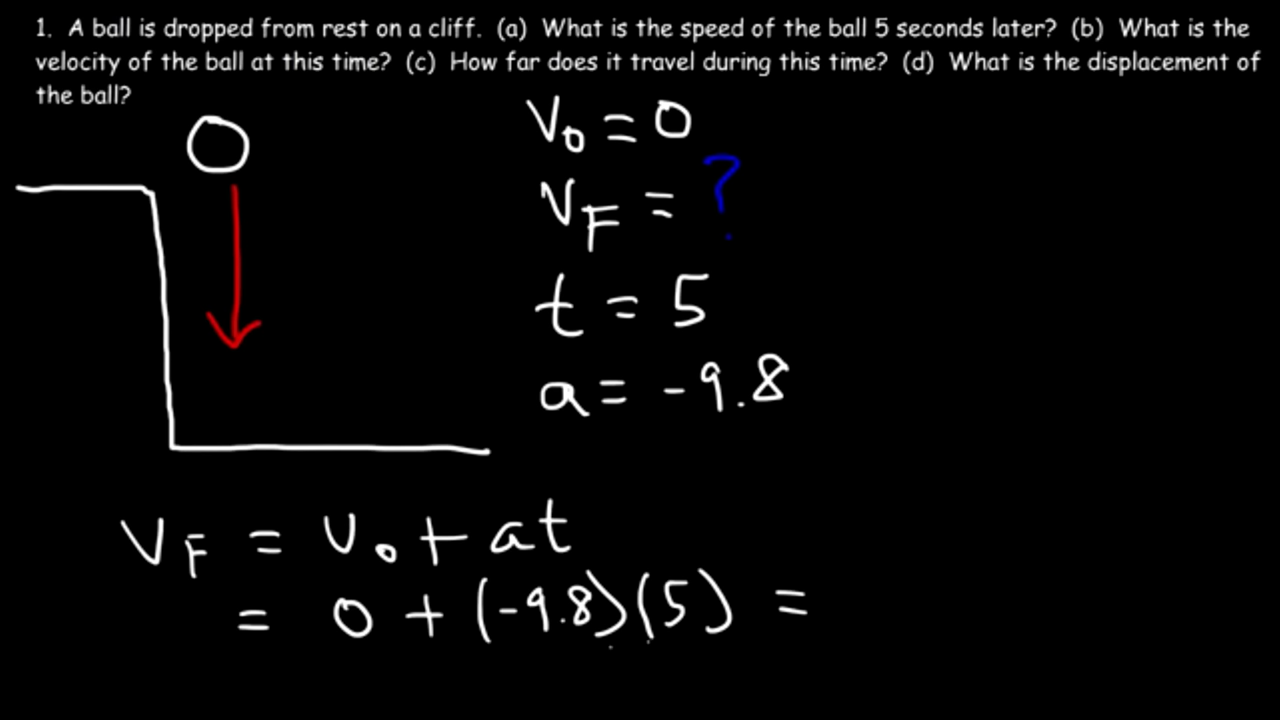 1. A ball is dropped from rest on a cliff. (a) What is the speed of the ball 5 seconds later? (b) What is the
velocity of the ball at this time? (c) How far does it travel during this time? (d) What is the displacement of
the ball?
V₀ = 0
V_F = ?
t = 5
a = -9.8
V_F = V₀ + at
= 0 + (-9.8)(5) =